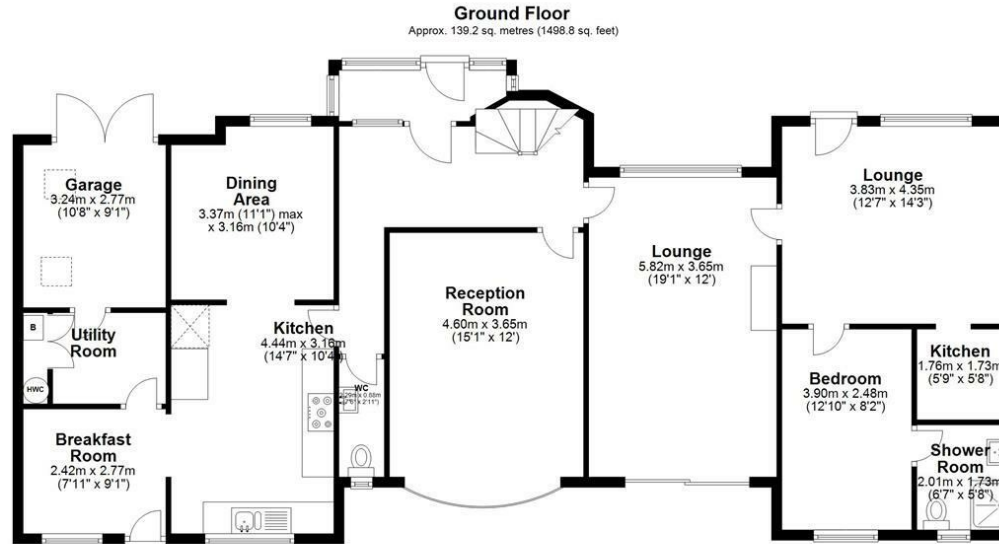 Ground Floor
Approx. 139.2 sq. metres (1498.8 sq. feet)
Garage
3.24m x 2.77m
(10'8" x 9'1")
Dining
Area
3.37m (11'1") max
x 3.16m (10'4")
Lounge
3.83m x 4.35m
(12'7" x 14'3")
Lounge
5.82m x 3.65m
(19'1" x 12')
Reception
Room
4.60m x 3.65m
(15'1" x 12')
B
Utility
Room
HWC
Kitchen
4.44m x 3.16m
(14'7" x 10'4")
WC
Kitchen
1.76m x 1.73m
(5'9" x 5'8")
Bedroom
3.90m x 2.48m
(12'10" x 8'2")
Breakfast
Room
2.42m x 2.77m
(7'11" x 9'1")
Shower
Room
2.01m x 1.73m
(6'7" x 5'8")